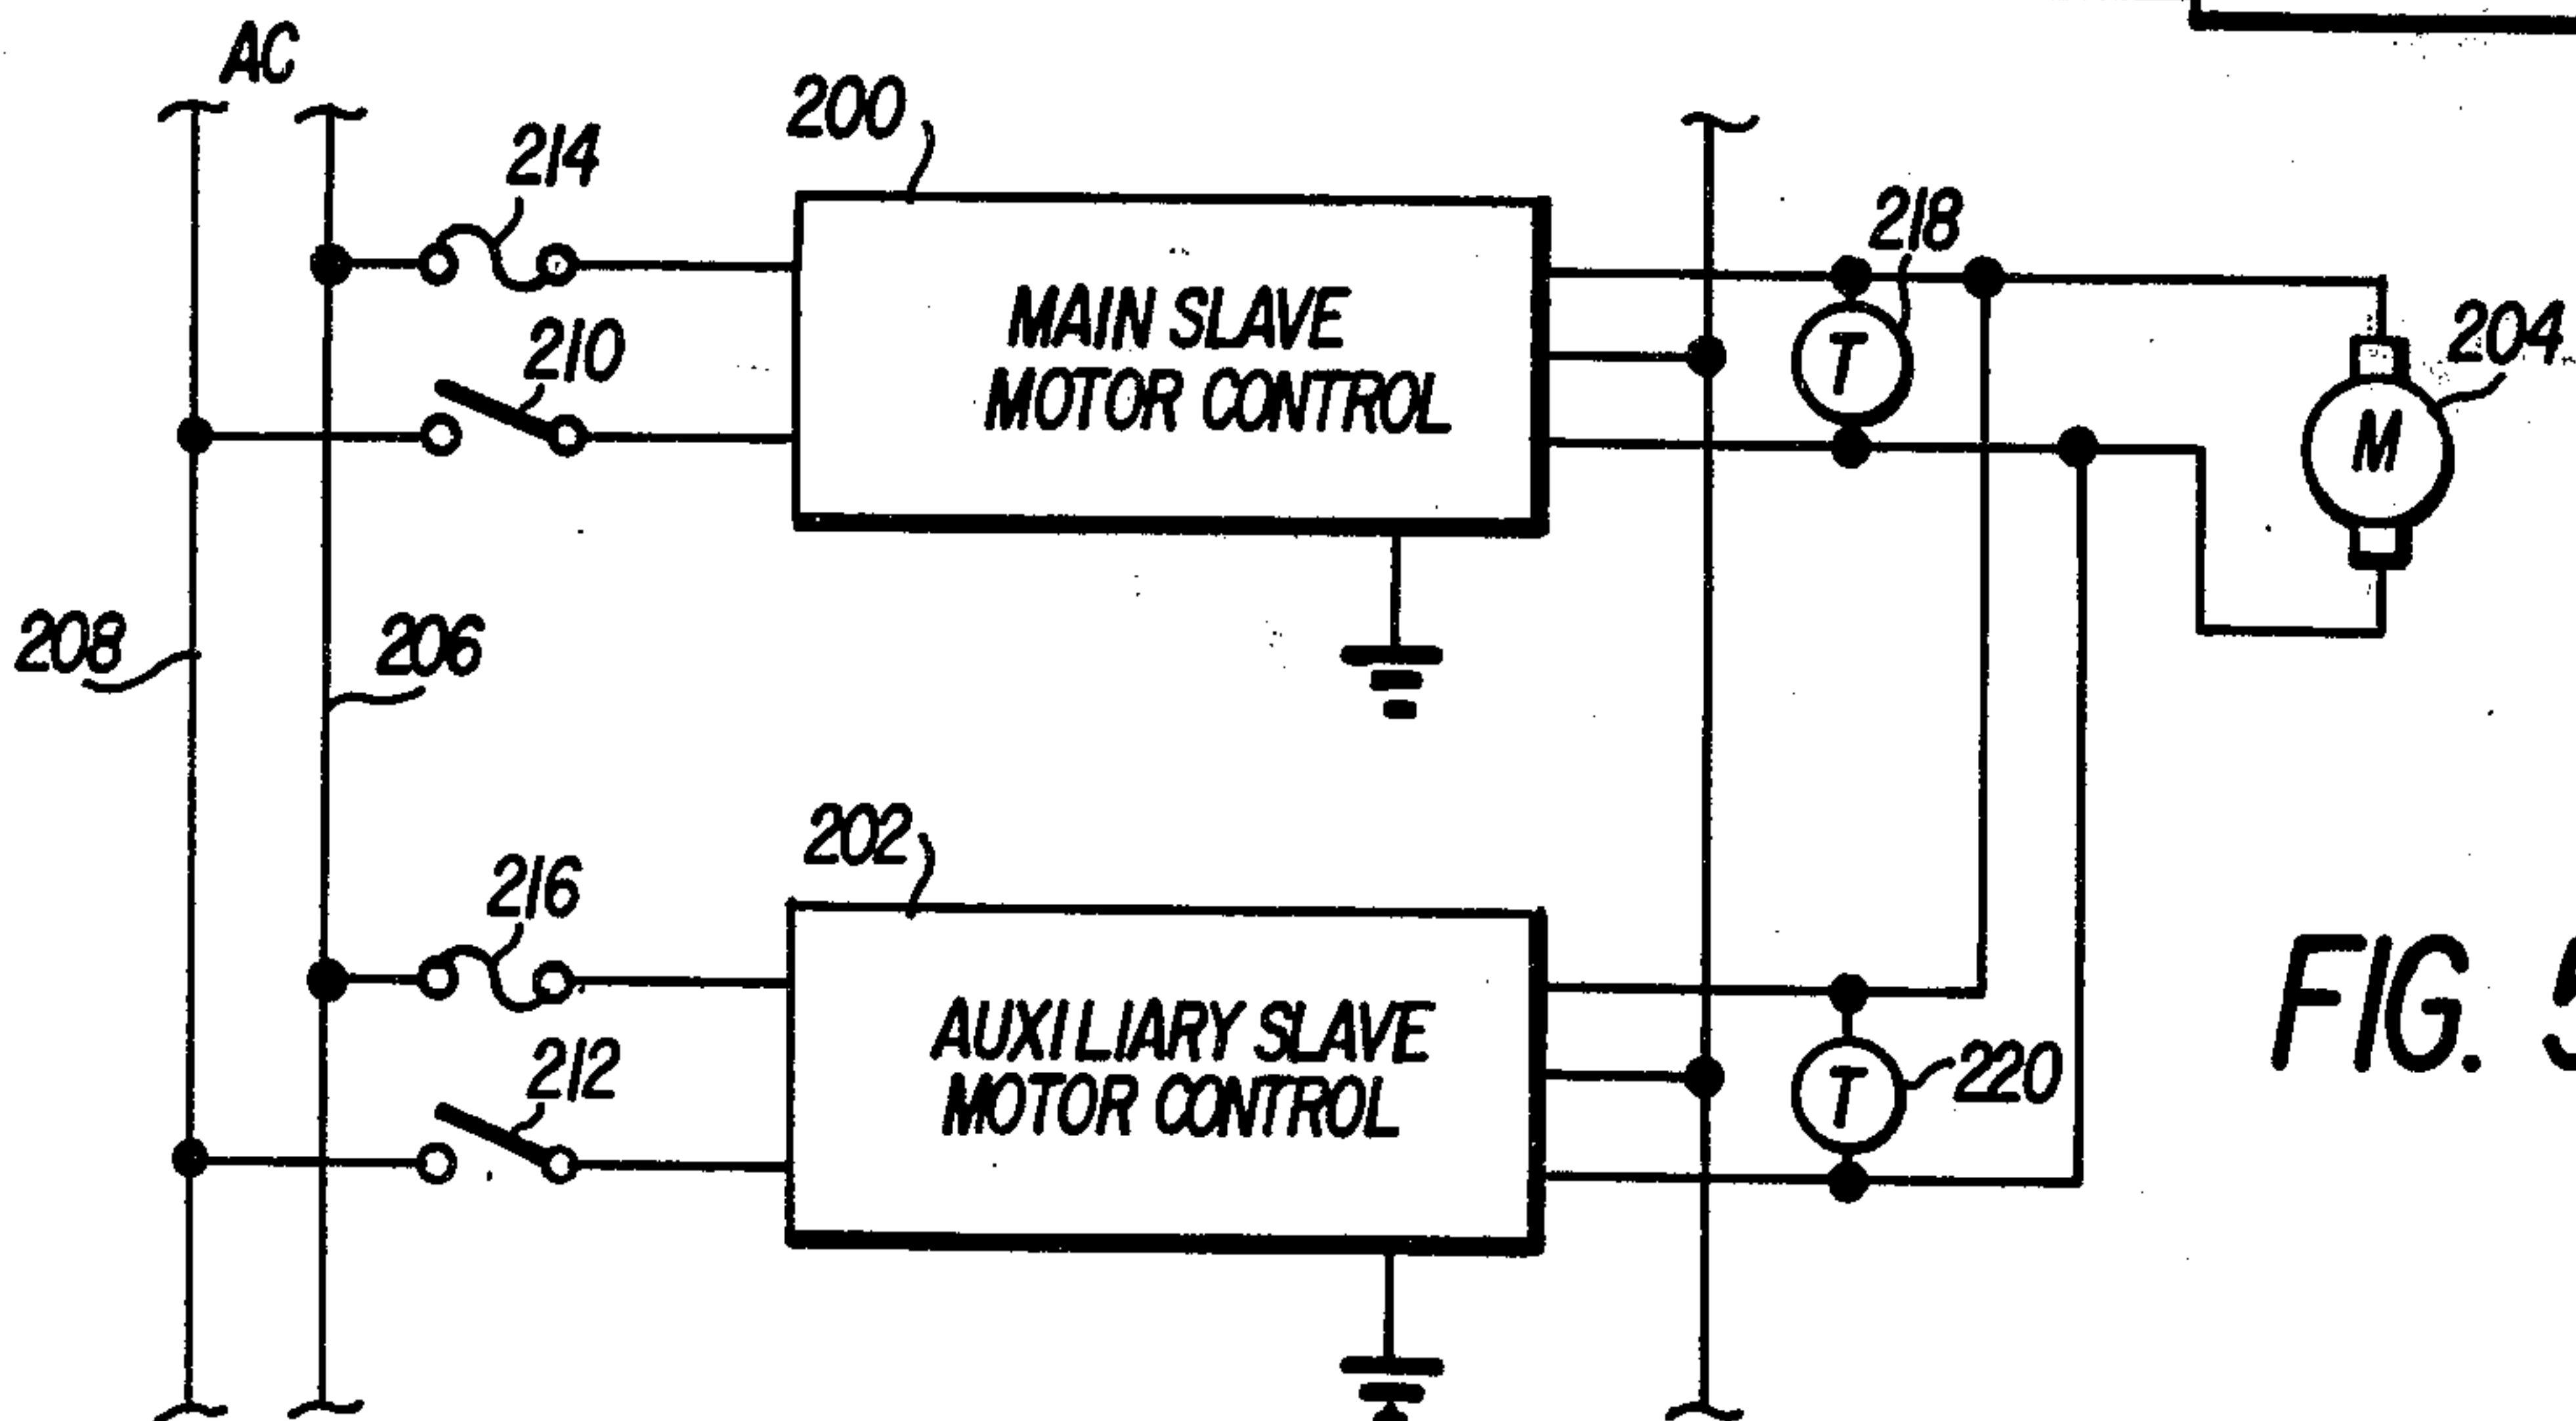 AC
200
214
218
210
204
MAIN SLAVE
MOTOR CONTROL
T
M
208
206
202
216
212
AUXILIARY SLAVE
MOTOR CONTROL
T
220
FIG. 5